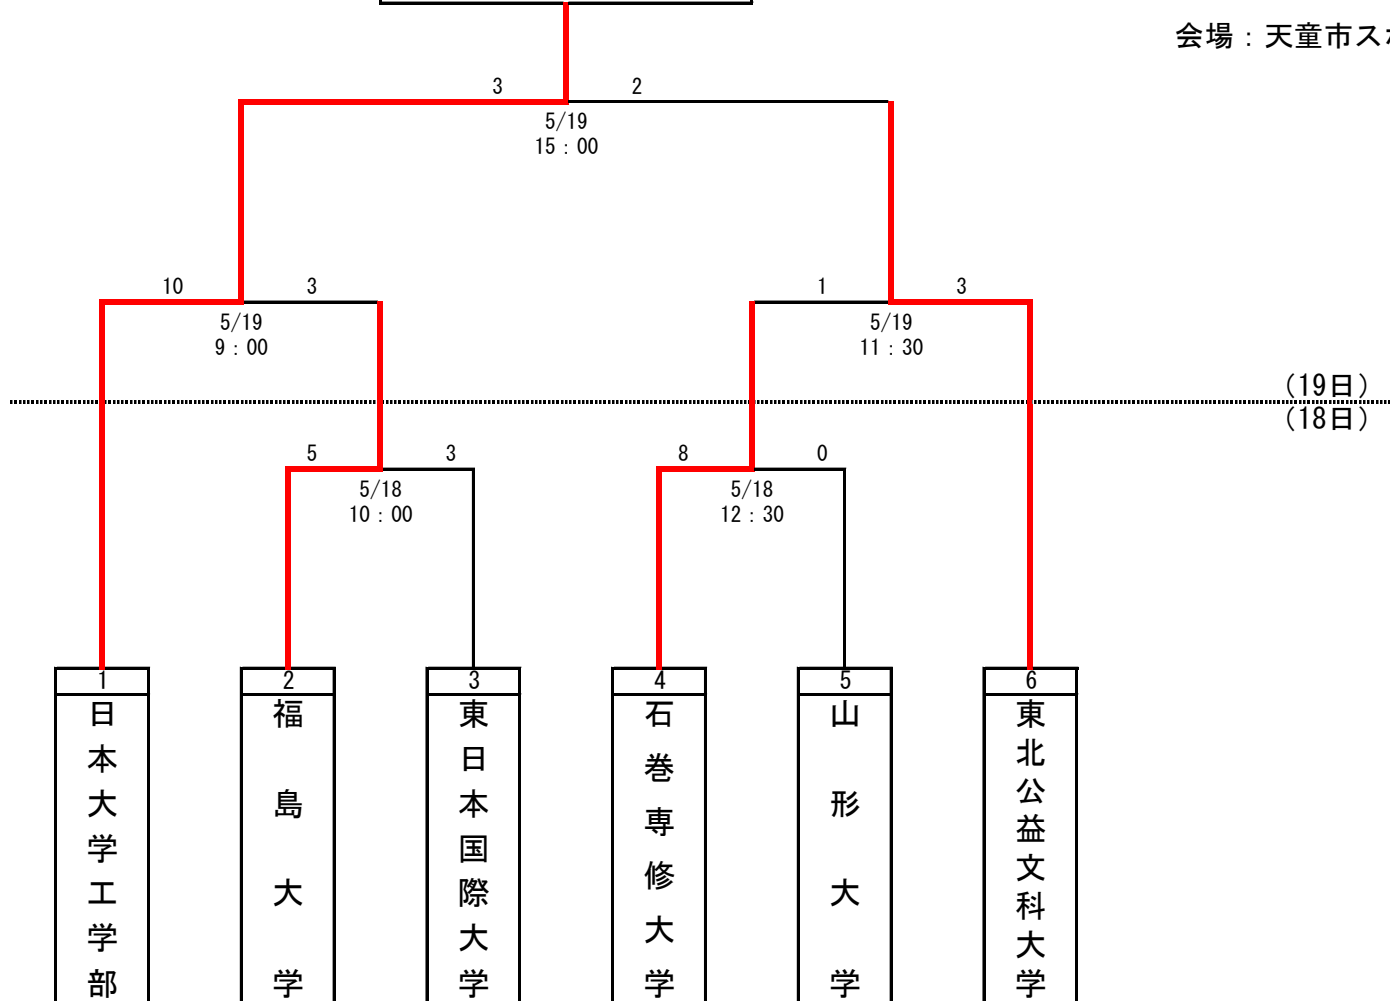 会場：天童市ス
3 2
5/19
15：00
10 3 1 3
5/19 5/19
9：00 11：30
(19日)
(18日)
5 3 8 0
5/18 5/18
10：00 12：30
1 2 3 4 5 6
日本大学工学部
福島大学
東日本国際大学
石巻専修大学
山形大学
東北公益文科大学